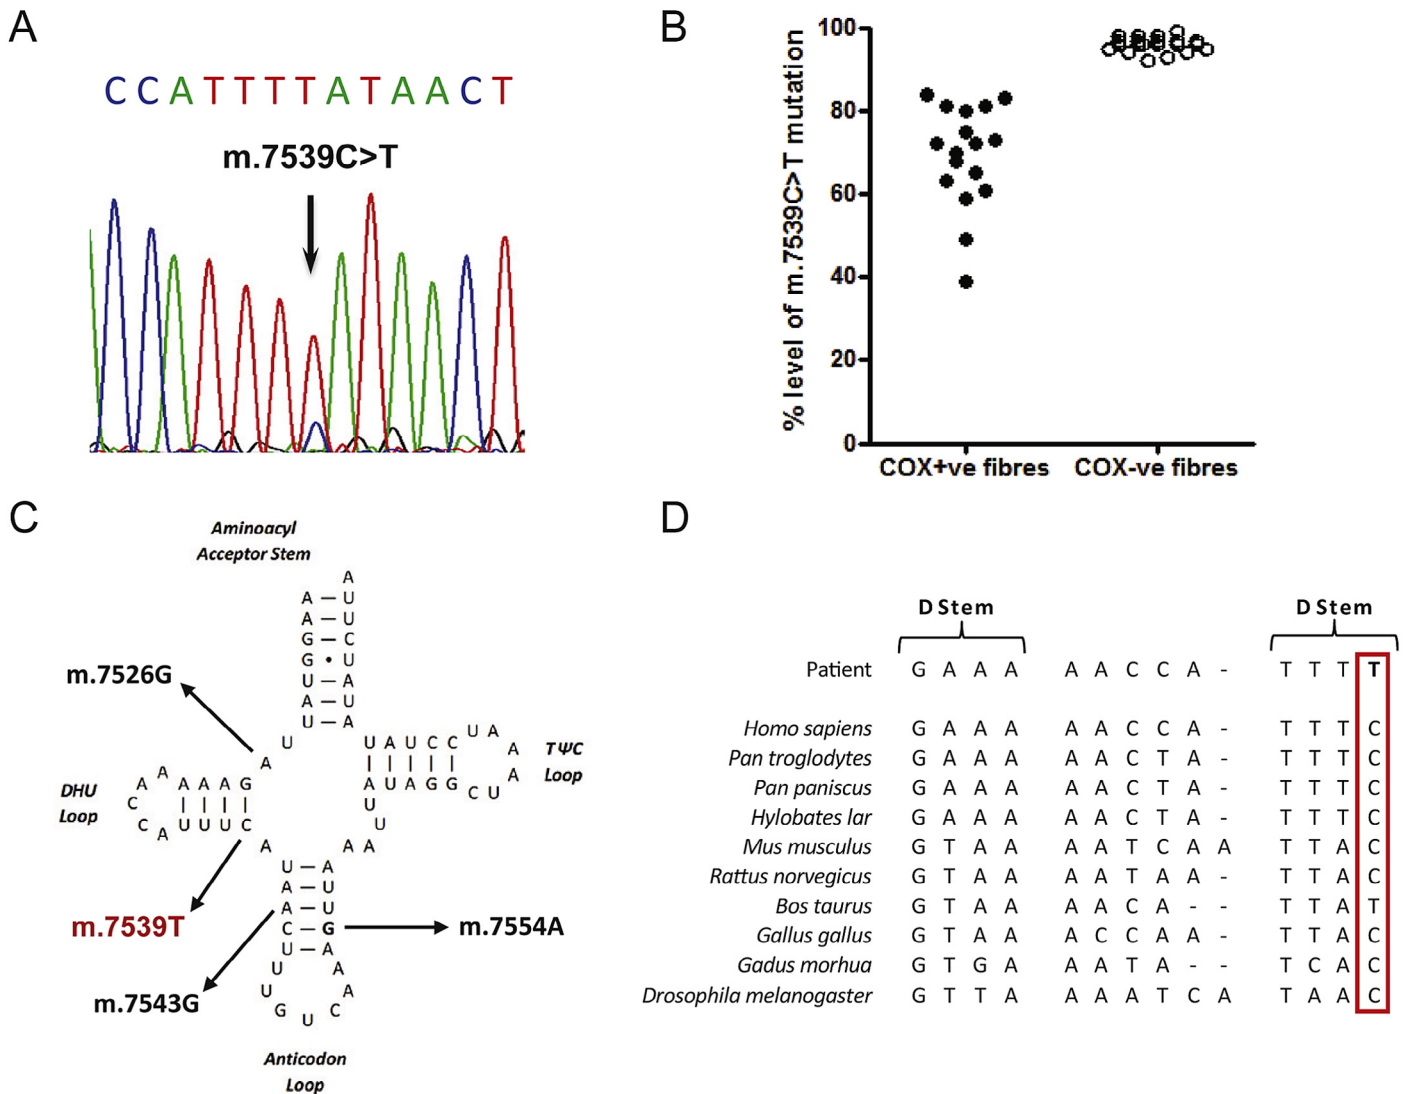 A
C C A T T T T A T A A C T
m.7539C>T
B
% level of m.7539C>T mutation
100
80
60
40
20
0
COX+ve fibres
COX-ve fibres
C
Aminoacyl
Acceptor Stem
A
A U
A U
G C
G U
U A
A U
U A
m.7526G
U
A
DHU
Loop
A A A A A G
C
C
A U U U C
A
U A U C C U A
A A
A U A G G C U
TΨC
Loop
U
U
A A
U A
A U
A U
C G
U A
U A
U A
G U C
m.7539T
m.7554A
m.7543G
Anticodon
Loop
D
D Stem D Stem
Patient G A A A A A C C A - T T T T
Homo sapiens G A A A A A C C A - T T T C
Pan troglodytes G A A A A A C T A - T T T C
Pan paniscus G A A A A A C T A - T T T C
Hylobates lar G A A A A A C T A - T T T C
Mus musculus G T A A A A T C A A T T A C
Rattus norvegicus G T A A A A T A A - T T A C
Bos taurus G T A A A A C A - - T T A T
Gallus gallus G T A A A C C A A - T T A C
Gadus morhua G T G A A A T A - - T C A C
Drosophila melanogaster G T T A A A A T C A T A A C